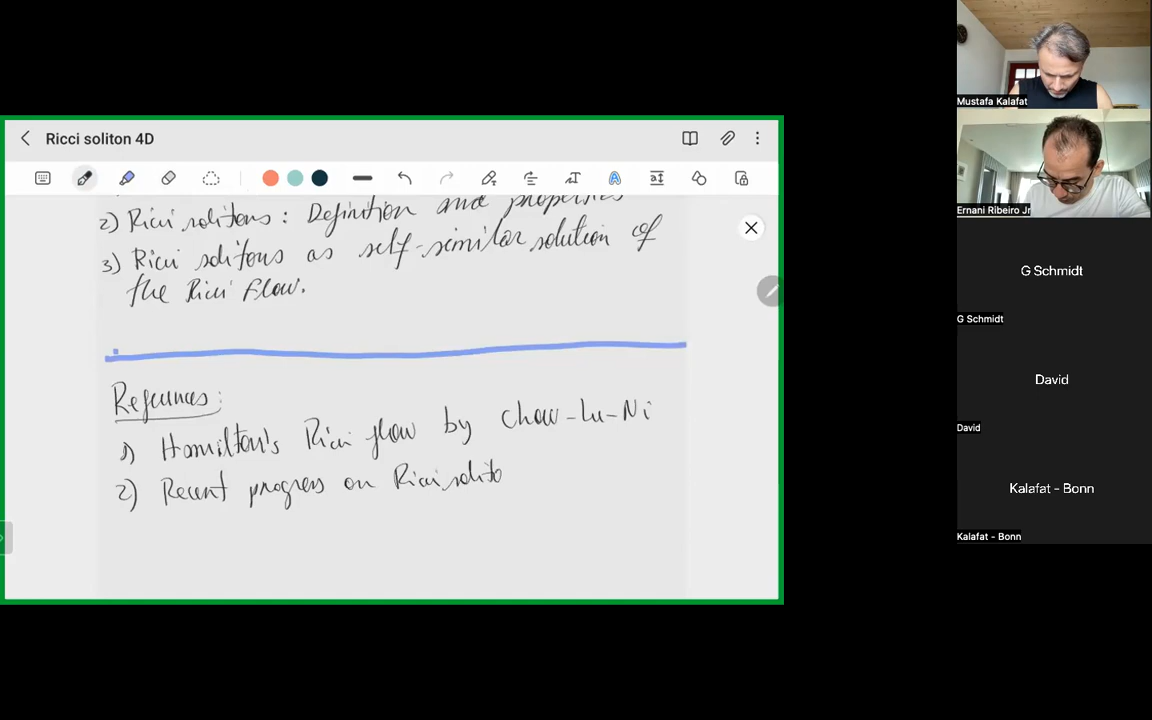 Ricci soliton 4D
2) Ricci solitons : Definition and properties
3) Ricci solitons as self-similar solution of
the Ricci Flow.
References:
1) Hamilton's Ricci flow by Chow-Lu-Ni
2) Recent progress on Ricci solito
Mustafa Kalafat
Ernani Ribeiro Jr
G Schmidt
G Schmidt
David
David
Kalafat - Bonn
Kalafat - Bonn